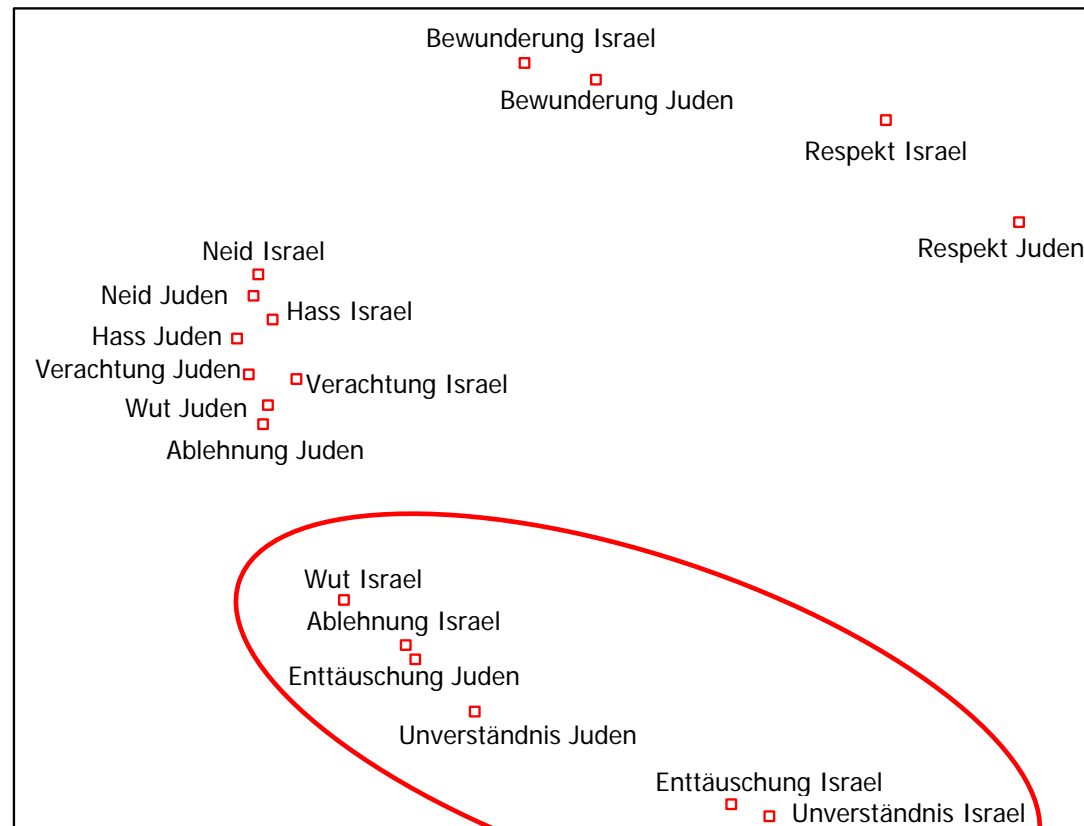 Bewunderung Israel
Bewunderung Juden
Respekt Israel
Respekt Juden
Neid Israel
Neid Juden
Hass Israel
Hass Juden
Verachtung Juden
Verachtung Israel
Wut Juden
Ablehnung Juden
Wut Israel
Ablehnung Israel
Enttäuschung Juden
Unverständnis Juden
Enttäuschung Israel
Unverständnis Israel